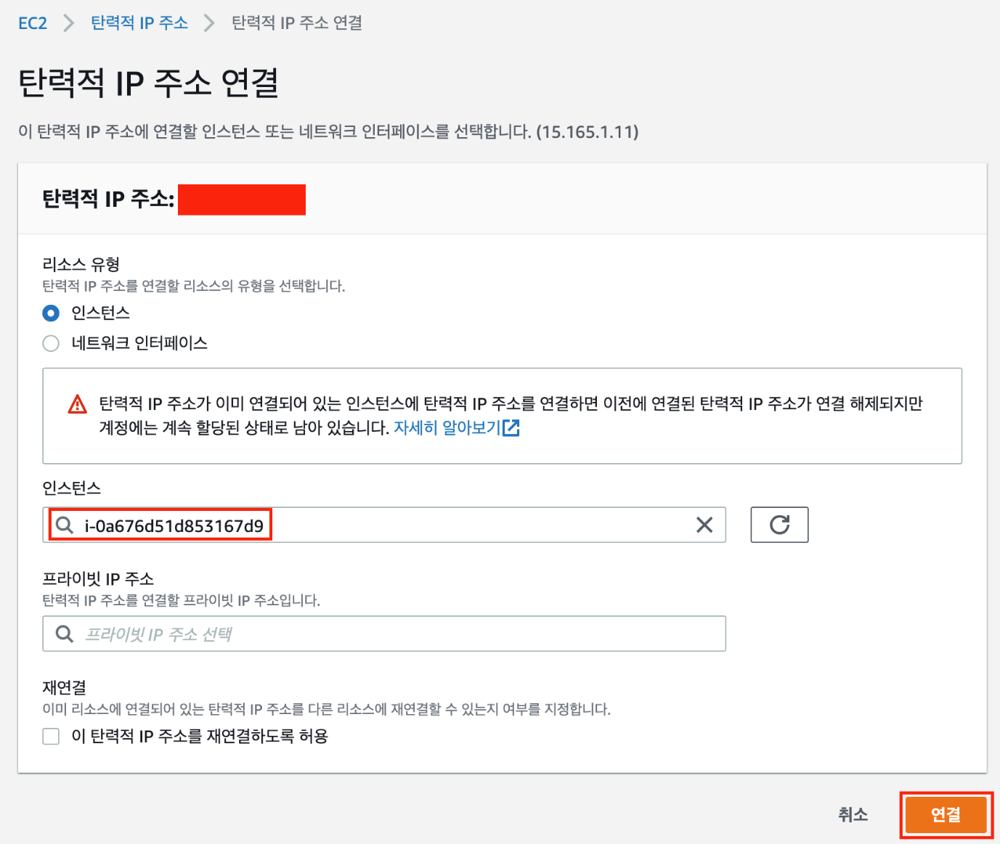 EC2 > 탄력적 IP 주소 > 탄력적 IP 주소 연결
탄력적 IP 주소 연결
이 탄력적 IP 주소에 연결할 인스턴스 또는 네트워크 인터페이스를 선택합니다. (15.165.1.11)
탄력적 IP 주소:
리소스 유형
탄력적 IP 주소를 연결할 리소스의 유형을 선택합니다.
인스턴스
네트워크 인터페이스
탄력적 IP 주소가 이미 연결되어 있는 인스턴스에 탄력적 IP 주소를 연결하면 이전에 연결된 탄력적 IP 주소가 연결 해제되지만
계정에는 계속 할당된 상태로 남아 있습니다. 자세히 알아보기
인스턴스
i-0a676d51d853167d9
프라이빗 IP 주소
탄력적 IP 주소를 연결할 프라이빗 IP 주소입니다.
프라이빗 IP 주소 선택
재연결
이미 리소스에 연결되어 있는 탄력적 IP 주소를 다른 리소스에 재연결할 수 있는지 여부를 지정합니다.
이 탄력적 IP 주소를 재연결하도록 허용
취소 연결